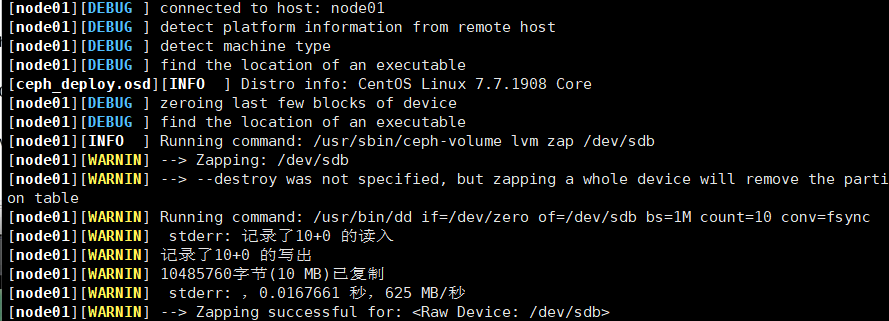 [node01][DEBUG ] connected to host: node01
[node01][DEBUG ] detect platform information from remote host
[node01][DEBUG ] detect machine type
[node01][DEBUG ] find the location of an executable
[ceph_deploy.osd][INFO  ] Distro info: CentOS Linux 7.7.1908 Core
[node01][DEBUG ] zeroing last few blocks of device
[node01][DEBUG ] find the location of an executable
[node01][INFO  ] Running command: /usr/sbin/ceph-volume lvm zap /dev/sdb
[node01][WARNIN] --> Zapping: /dev/sdb
[node01][WARNIN] --> --destroy was not specified, but zapping a whole device will remove the parti
on table
[node01][WARNIN] Running command: /usr/bin/dd if=/dev/zero of=/dev/sdb bs=1M count=10 conv=fsync
[node01][WARNIN]  stderr: 记录了10+0 的读入
[node01][WARNIN] 记录了10+0 的写出
[node01][WARNIN] 10485760字节(10 MB)已复制
[node01][WARNIN]  stderr: ，0.0167661 秒，625 MB/秒
[node01][WARNIN] --> Zapping successful for: <Raw Device: /dev/sdb>